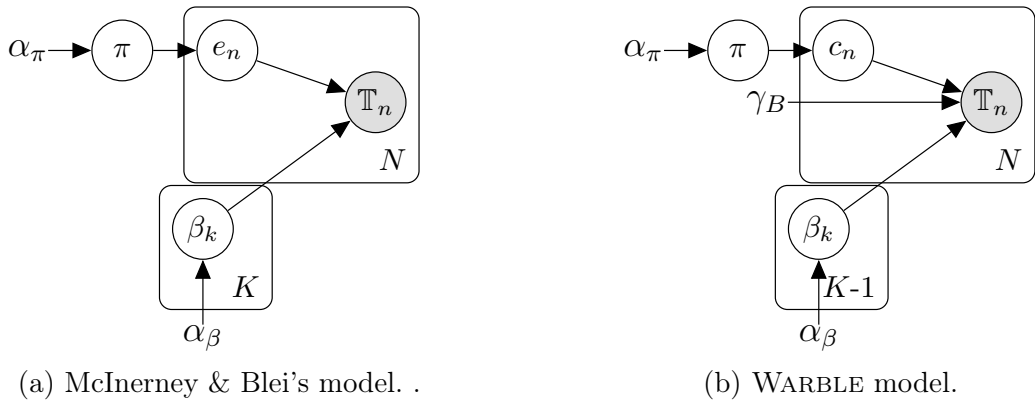 α_π π e_n 𝕋_n N
β_k K
α_β
(a) McInerney & Blei's model. .
α_π π c_n 𝕋_n γ_B N
β_k K-1
α_β
(b) WARBLE model.